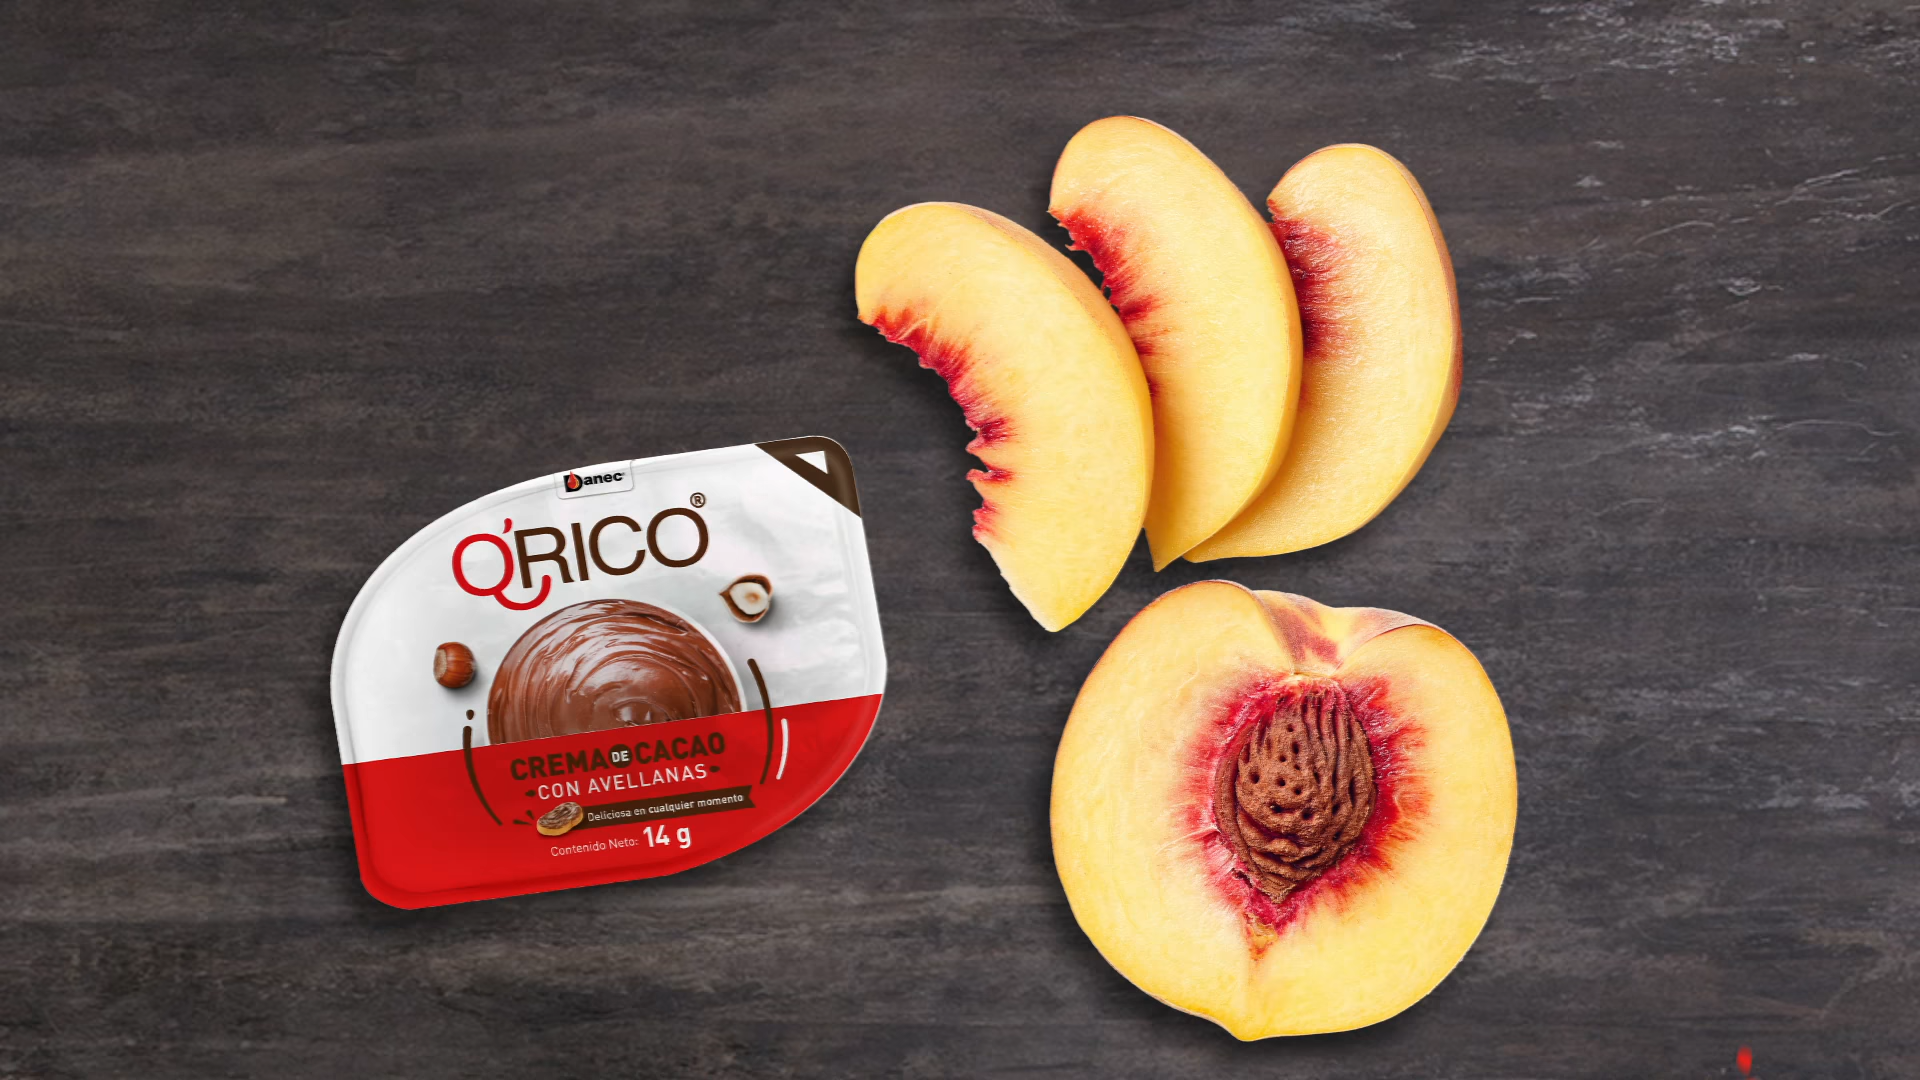 Danec®
Q'RICO®
CREMA DE CACAO
CON AVELLANAS
Deliciosa en cualquier momento
Contenido Neto: 14 g